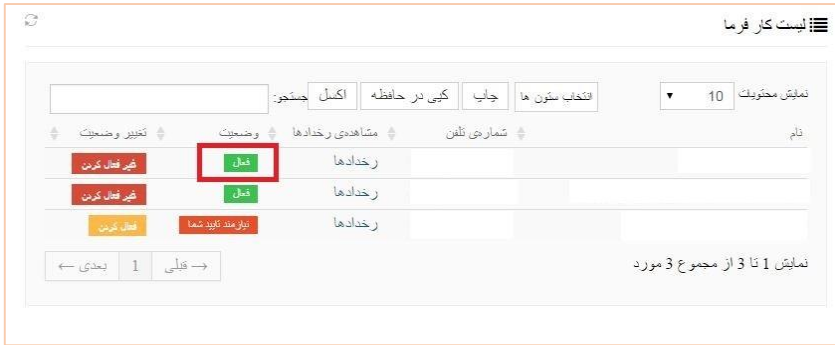 لیست کار فرما
نمایش محتویات 10 انتخاب ستون ها چاپ کپی در حافظه اکسل جستجو:
نام شماره‌ی تلفن مشاهده‌ی رخدادها وضعیت تغییر وضعیت
رخدادها فعال غیر فعال کردن
رخدادها فعال غیر فعال کردن
رخدادها نیازمند تایید شما فعال کردن
نمایش 1 تا 3 از مجموع 3 مورد
→ قبلی 1 بعدی ←